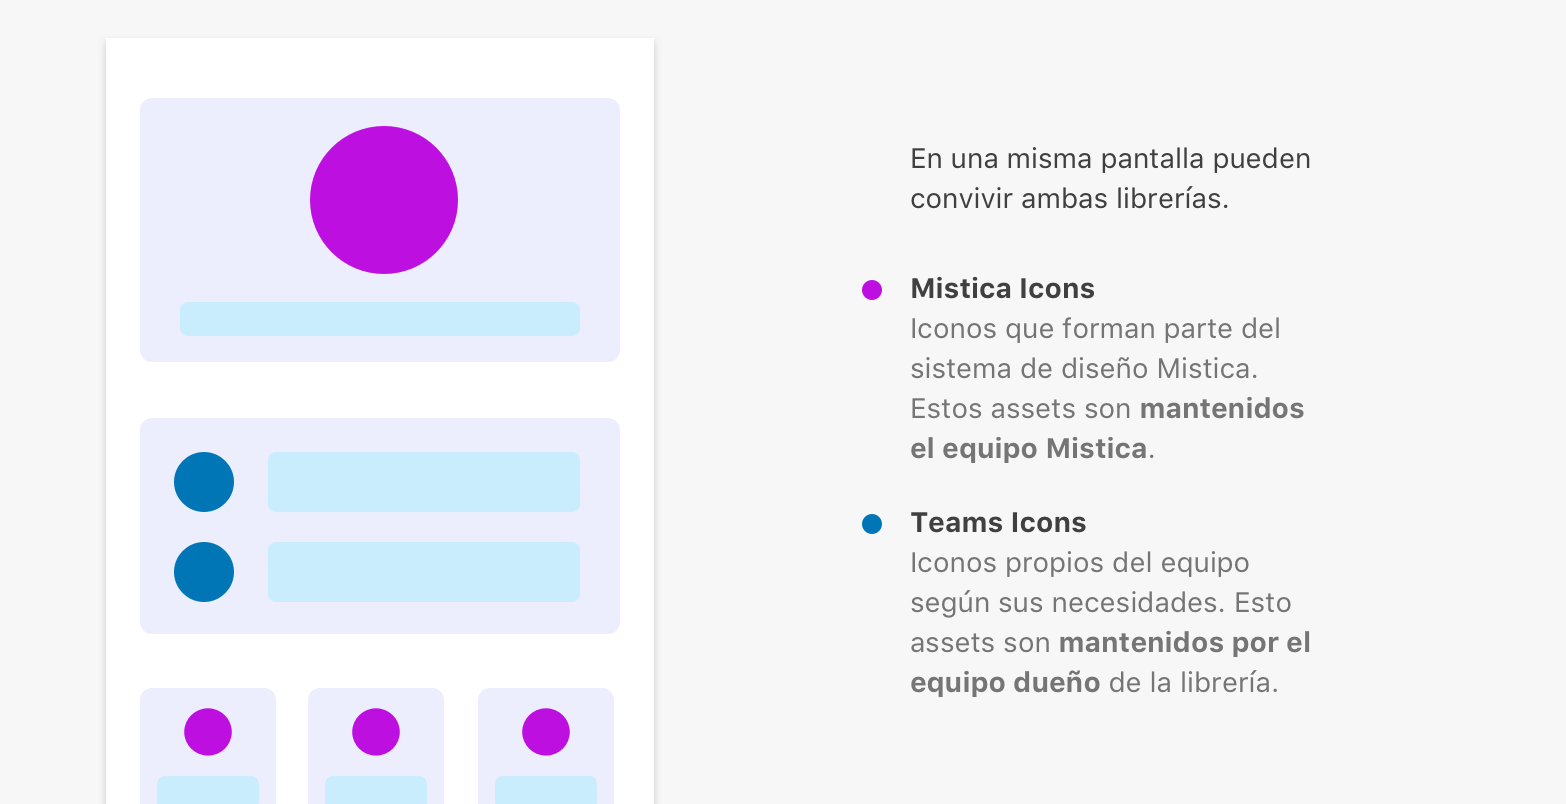 En una misma pantalla pueden
convivir ambas librerías.
Mistica Icons
Iconos que forman parte del
sistema de diseño Mistica.
Estos assets son mantenidos
el equipo Mistica.
Teams Icons
Iconos propios del equipo
según sus necesidades. Esto
assets son mantenidos por el
equipo dueño de la librería.